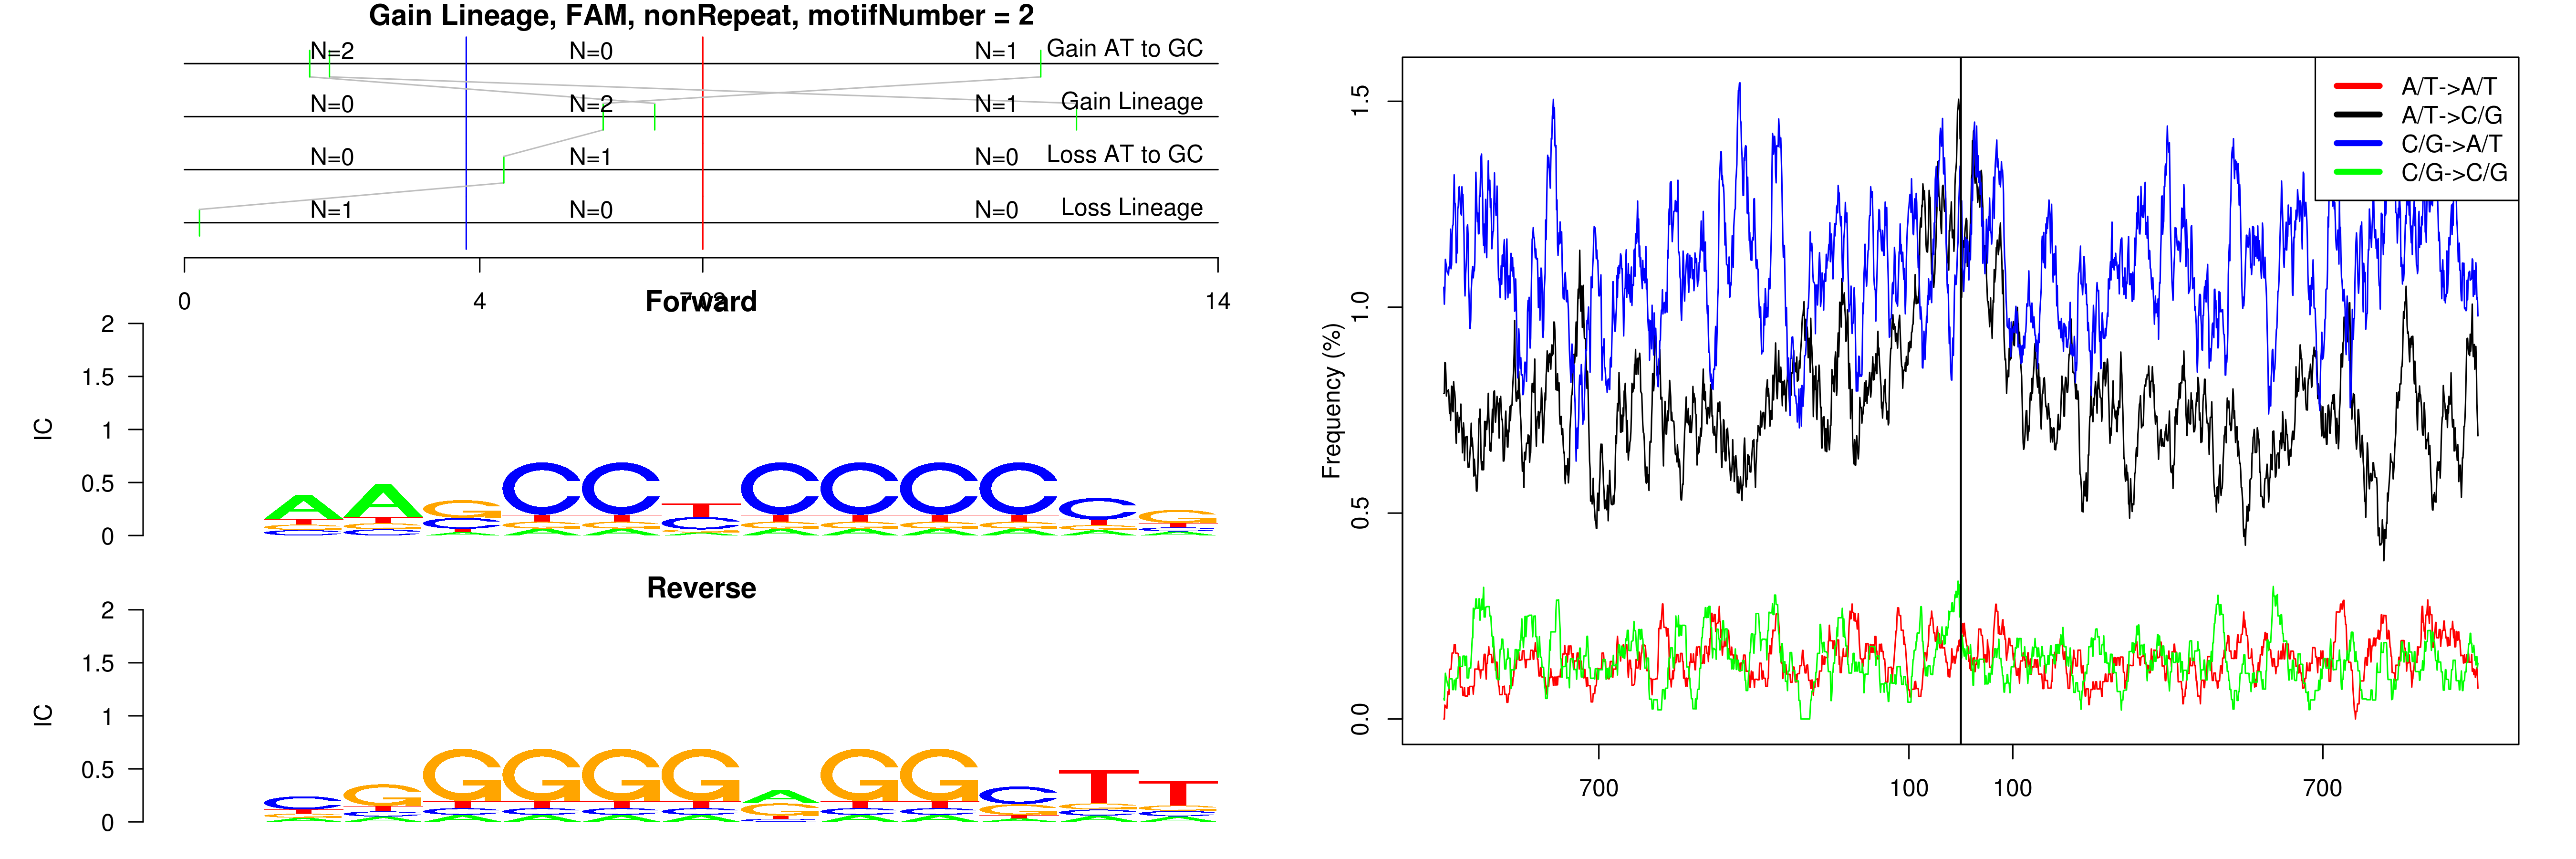 Gain Lineage, FAM, nonRepeat, motifNumber = 2
N=2 N=0 N=1 Gain AT to GC
N=0 N=2 N=1 Gain Lineage
N=0 N=1 N=0 Loss AT to GC
N=1 N=0 N=0 Loss Lineage
0 4 14
Forward
2
1.5
1
0.5
0
IC
AAGCCTCCCCCG
Reverse
2
1.5
1
0.5
0
IC
CGGGGGAGGCTT
1.5
1.0
0.5
0.0
Frequency (%)
A/T->A/T
A/T->C/G
C/G->A/T
C/G->C/G
700 100 100 700